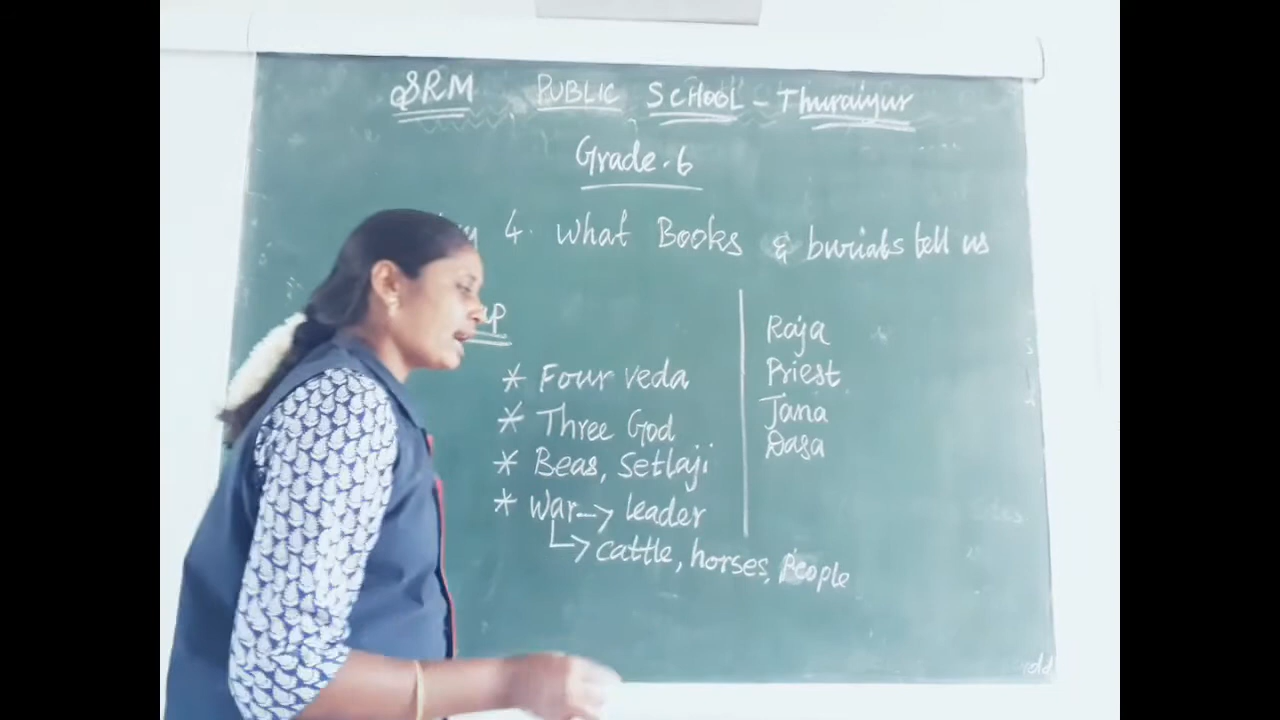 SRM PUBLIC SCHOOL - Thuraiyur
Grade.6
4. What Books & burials tell us
* Four veda
* Three God
* Beas, Setlaji
* War --> leader
↳ cattle, horses, People
Raja
Priest
Jana
Dasa